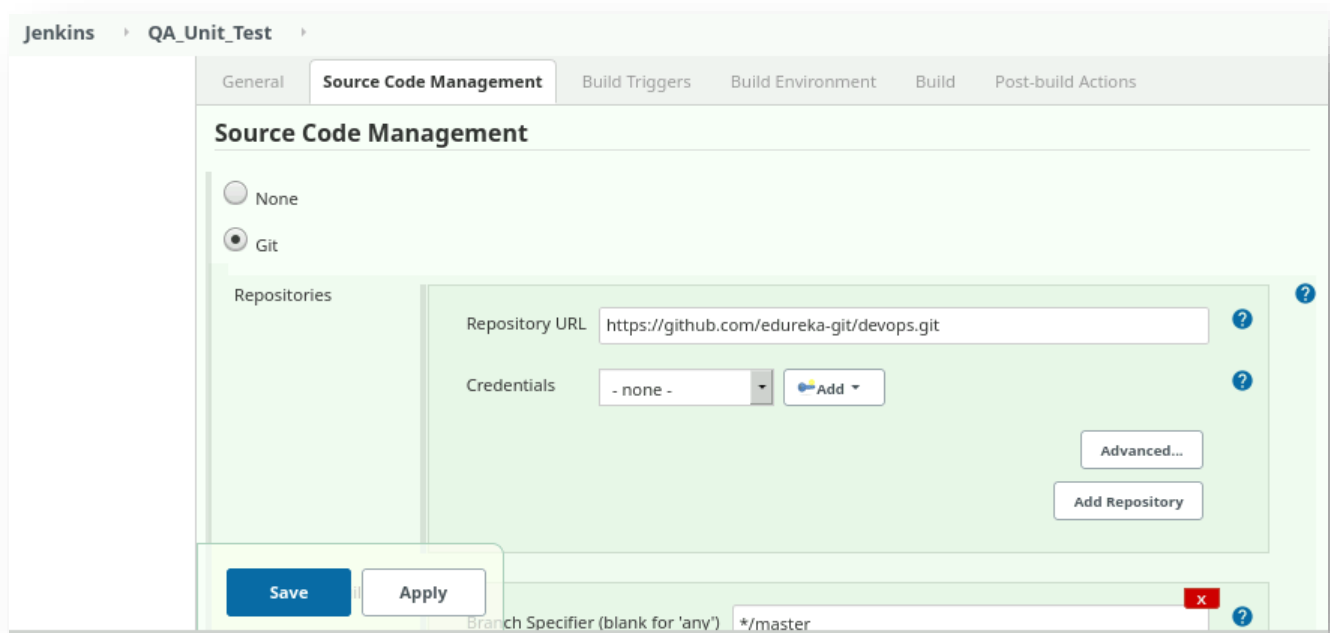 Jenkins QA_Unit_Test
General Source Code Management Build Triggers Build Environment Build Post-build Actions
Source Code Management
None
Git
Repositories
?
Repository URL https://github.com/edureka-git/devops.git ?
Credentials - none - Add ?
Advanced...
Add Repository
Save Apply
X
Branch Specifier (blank for 'any') */master ?